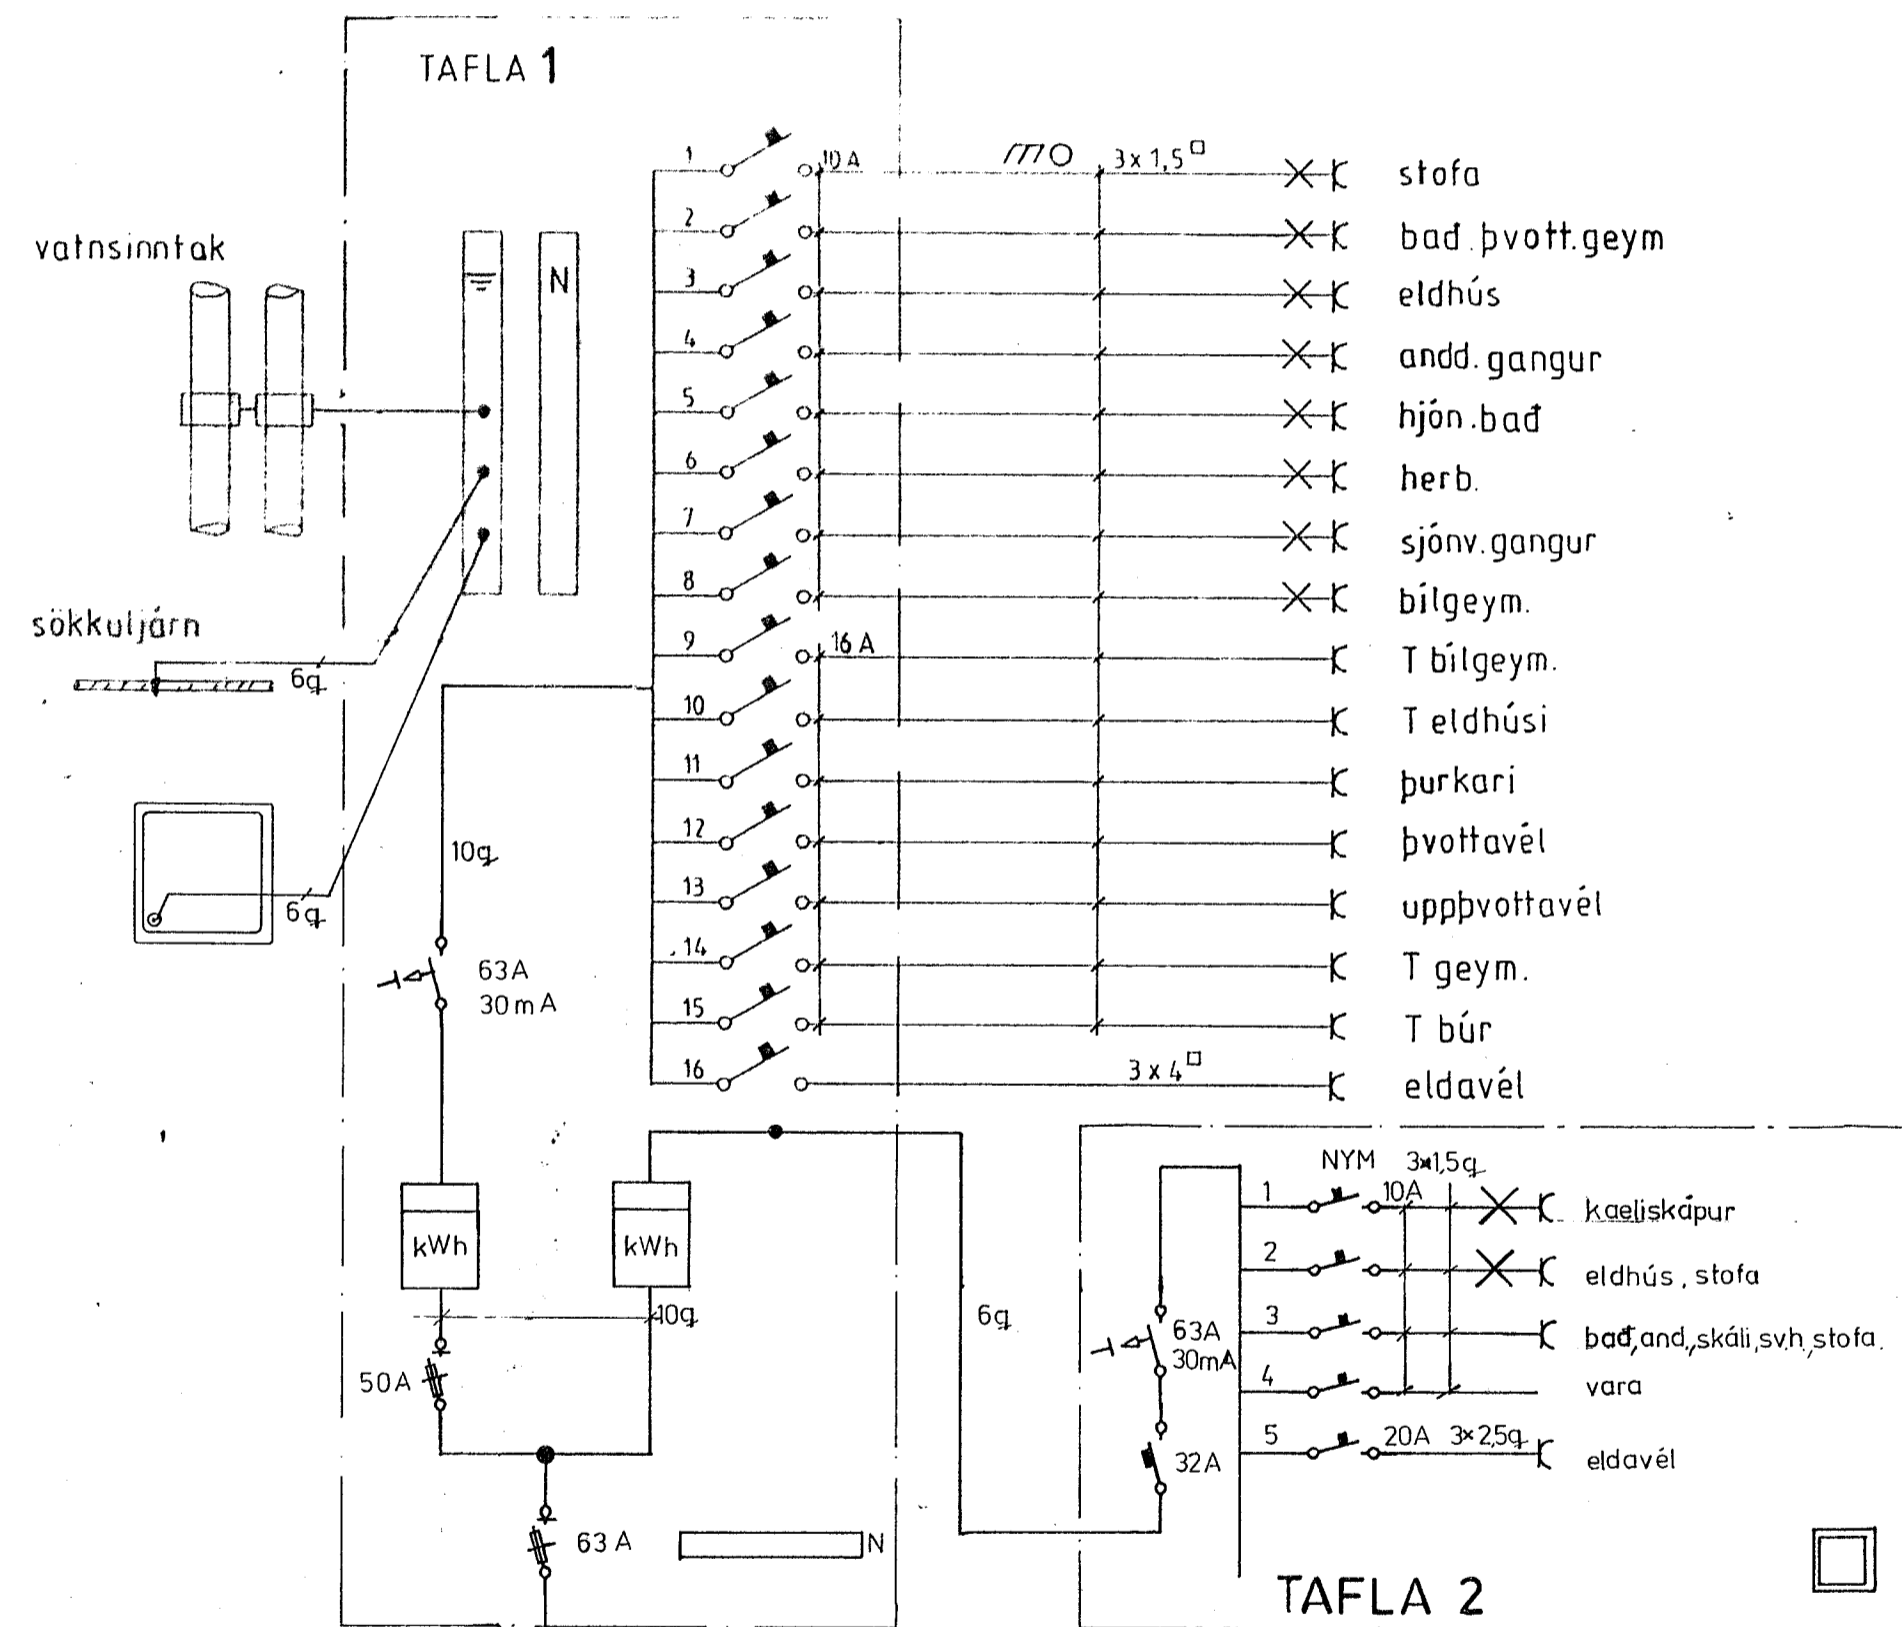 TAFLA 1
1 10 A 3 x 1,5 □ stofa
2 bað. þvott. geym
3 eldhús
4 andd. gangur
5 hjón. bað
6 herb.
7 sjónv. gangur
8 bílgeym.
9 16 A T bílgeym.
10 T eldhúsi
11 þurkari
12 þvottavél
13 uppþvottavél
14 T geym.
15 T búr
16 3 x 4 □ eldavél
vatnsinntak
N
sökkuljárn
6q
6q
10q
63A
30mA
kWh
kWh
10q
50A
63 A
N
6q
NYM 3x1,5q
1 10A kaeliskápur
2 eldhús, stofa
3 bað, and., skáli, sv.h, stofa.
4 vara
5 20A 3x2,5q eldavél
63A
30mA
32A
TAFLA 2